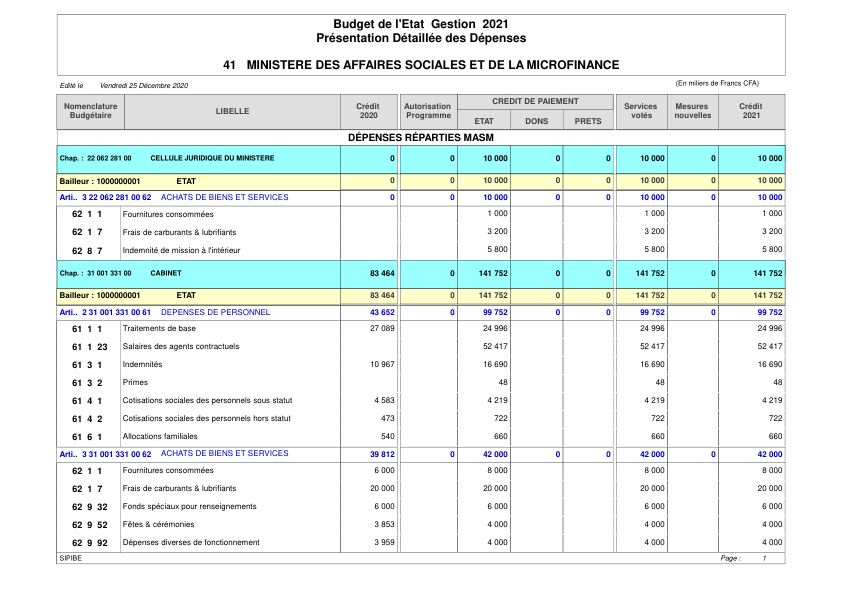 Budget de l'Etat Gestion 2021
Présentation Détaillée des Dépenses
41 MINISTERE DES AFFAIRES SOCIALES ET DE LA MICROFINANCE
Edité le Vendredi 25 Décembre 2020 (En miliers de Francs CFA)
Nomenclature Budgétaire LIBELLE Crédit 2020 Autorisation Programme CREDIT DE PAIEMENT ETAT DONS PRETS Services votés Mesures nouvelles Crédit 2021
DÉPENSES RÉPARTIES MASM
Chap. : 22 062 281 00 CELLULE JURIDIQUE DU MINISTERE 0 0 10 000 0 0 10 000 0 10 000
Bailleur : 1000000001 ETAT 0 0 10 000 0 0 10 000 0 10 000
Arti.. 3 22 062 281 00 62 ACHATS DE BIENS ET SERVICES 0 0 10 000 0 0 10 000 0 10 000
62 1 1 Fournitures consommées 1 000 1 000 1 000
62 1 7 Frais de carburants & lubrifiants 3 200 3 200 3 200
62 8 7 Indemnité de mission à l'intérieur 5 800 5 800 5 800
Chap. : 31 001 331 00 CABINET 83 464 0 141 752 0 0 141 752 0 141 752
Bailleur : 1000000001 ETAT 83 464 0 141 752 0 0 141 752 0 141 752
Arti.. 2 31 001 331 00 61 DEPENSES DE PERSONNEL 43 652 0 99 752 0 0 99 752 0 99 752
61 1 1 Traitements de base 27 089 24 996 24 996 24 996
61 1 23 Salaires des agents contractuels 52 417 52 417 52 417
61 3 1 Indemnités 10 967 16 690 16 690 16 690
61 3 2 Primes 48 48 48
61 4 1 Cotisations sociales des personnels sous statut 4 583 4 219 4 219 4 219
61 4 2 Cotisations sociales des personnels hors statut 473 722 722 722
61 6 1 Allocations familiales 540 660 660 660
Arti.. 3 31 001 331 00 62 ACHATS DE BIENS ET SERVICES 39 812 0 42 000 0 0 42 000 0 42 000
62 1 1 Fournitures consommées 6 000 8 000 8 000 8 000
62 1 7 Frais de carburants & lubrifiants 20 000 20 000 20 000 20 000
62 9 32 Fonds spéciaux pour renseignements 6 000 6 000 6 000 6 000
62 9 52 Fêtes & cérémonies 3 853 4 000 4 000 4 000
62 9 92 Dépenses diverses de fonctionnement 3 959 4 000 4 000 4 000
SIPIBE Page : 1